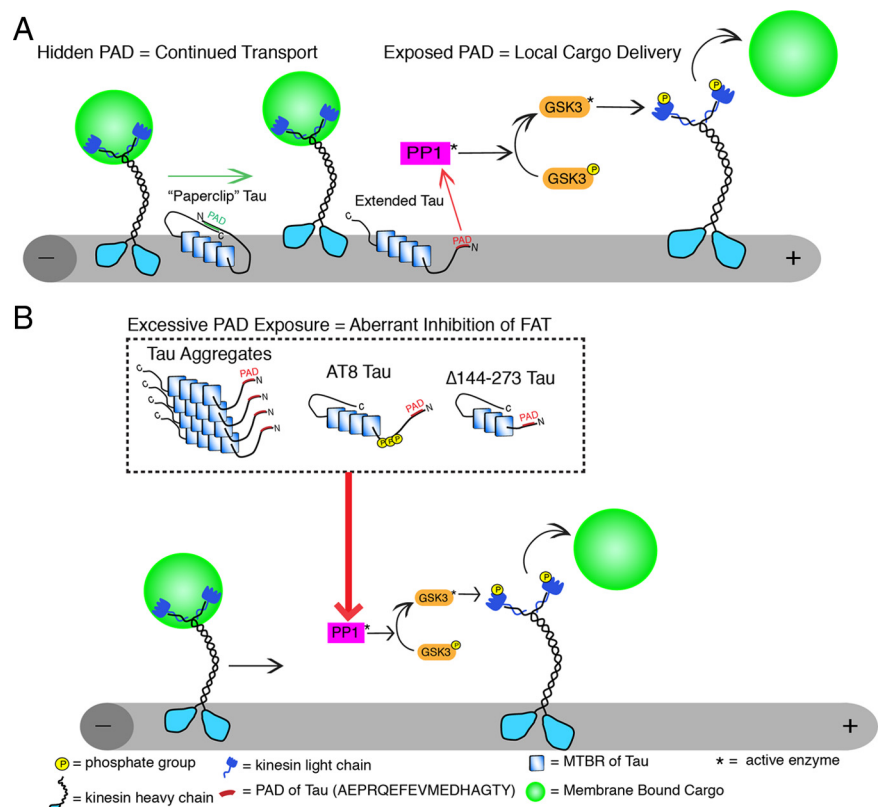 A
Hidden PAD = Continued Transport
Exposed PAD = Local Cargo Delivery
P
P
GSK3*
PP1*
GSK3 P
"Paperclip" Tau
Extended Tau
N PAD C
C
PAD N
−
+
B
Excessive PAD Exposure = Aberrant Inhibition of FAT
Tau Aggregates
AT8 Tau
Δ144-273 Tau
C
C
C
C
PAD N
N
N
N
C
PAD N
P P P
C
PAD N
P
P
GSK3*
PP1*
GSK3 P
−
+
P = phosphate group
= kinesin light chain
= MTBR of Tau
* = active enzyme
= kinesin heavy chain
= PAD of Tau (AEPRQEFEVMEDHAGTY)
= Membrane Bound Cargo